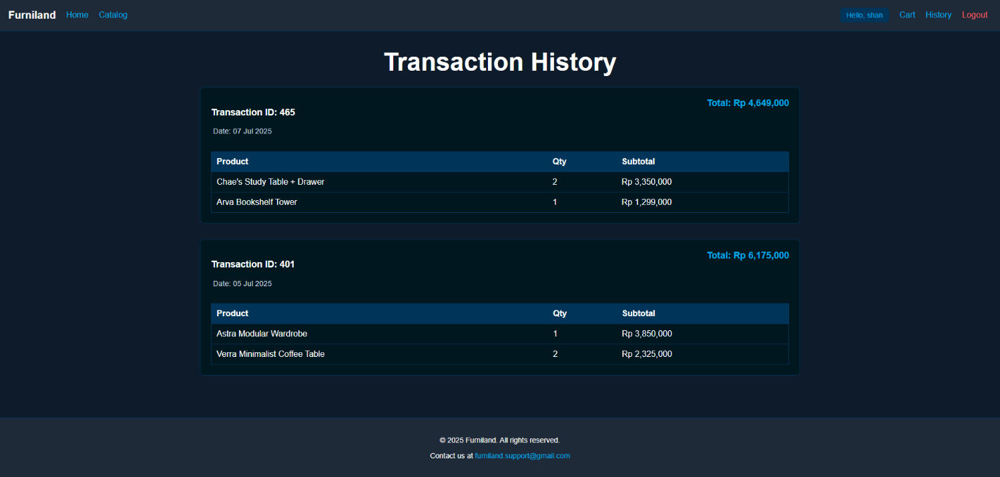 Furniland Home Catalog Hello, shan Cart History Logout
Transaction History
Transaction ID: 465 Total: Rp 4,649,000
Date: 07 Jul 2025
Product Qty Subtotal
Chae's Study Table + Drawer 2 Rp 3,350,000
Arva Bookshelf Tower 1 Rp 1,299,000
Transaction ID: 401 Total: Rp 6,175,000
Date: 05 Jul 2025
Product Qty Subtotal
Astra Modular Wardrobe 1 Rp 3,850,000
Verra Minimalist Coffee Table 2 Rp 2,325,000
© 2025 Furniland. All rights reserved.
Contact us at furniland.support@gmail.com